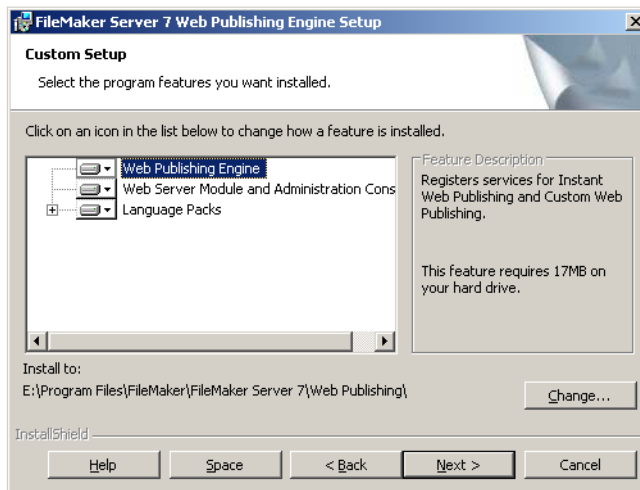 FileMaker Server 7 Web Publishing Engine Setup
Custom Setup
Select the program features you want installed.
Click on an icon in the list below to change how a feature is installed.
Web Publishing Engine
Web Server Module and Administration Cons
Language Packs
Feature Description
Registers services for Instant
Web Publishing and Custom Web
Publishing.
This feature requires 17MB on
your hard drive.
Install to:
E:\Program Files\FileMaker\FileMaker Server 7\Web Publishing\
Change...
InstallShield
Help
Space
< Back
Next >
Cancel